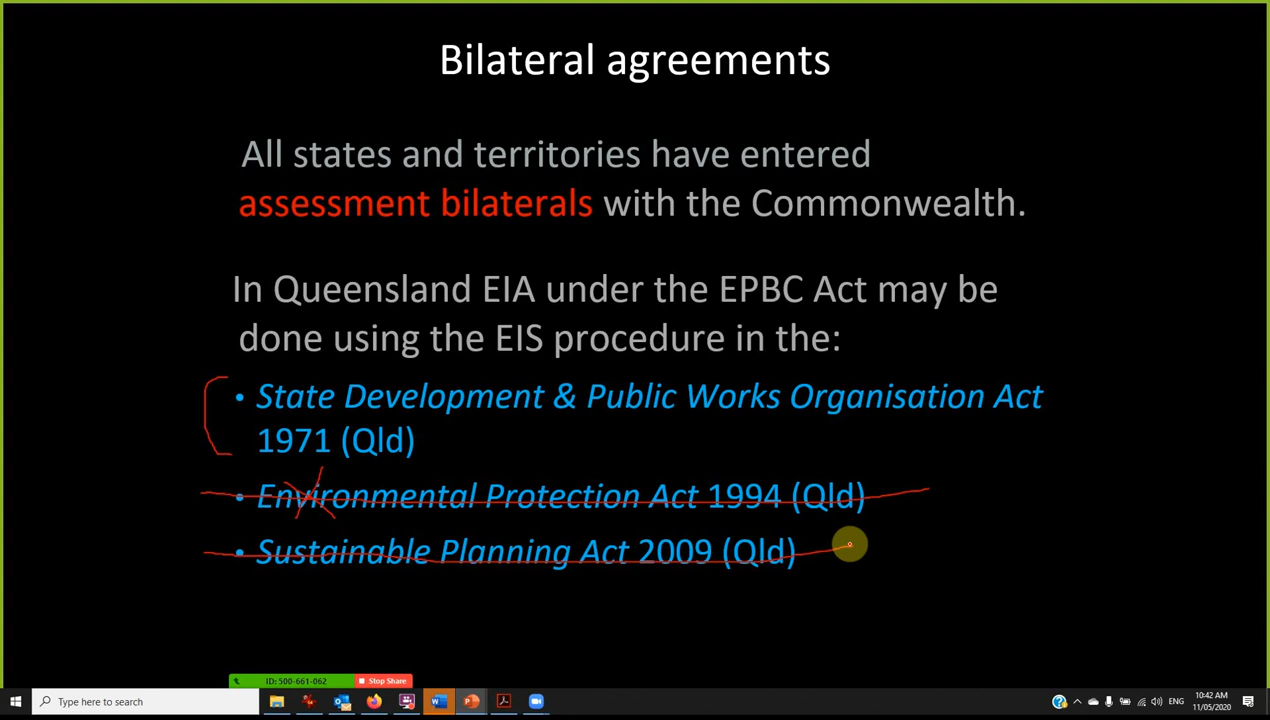 Bilateral agreements
All states and territories have entered
assessment bilaterals with the Commonwealth.
In Queensland EIA under the EPBC Act may be
done using the EIS procedure in the:
• State Development & Public Works Organisation Act
1971 (Qld)
• Environmental Protection Act 1994 (Qld)
• Sustainable Planning Act 2009 (Qld)
ID: 500-661-062 Stop Share
Type here to search
ENG
10:42 AM
11/05/2020